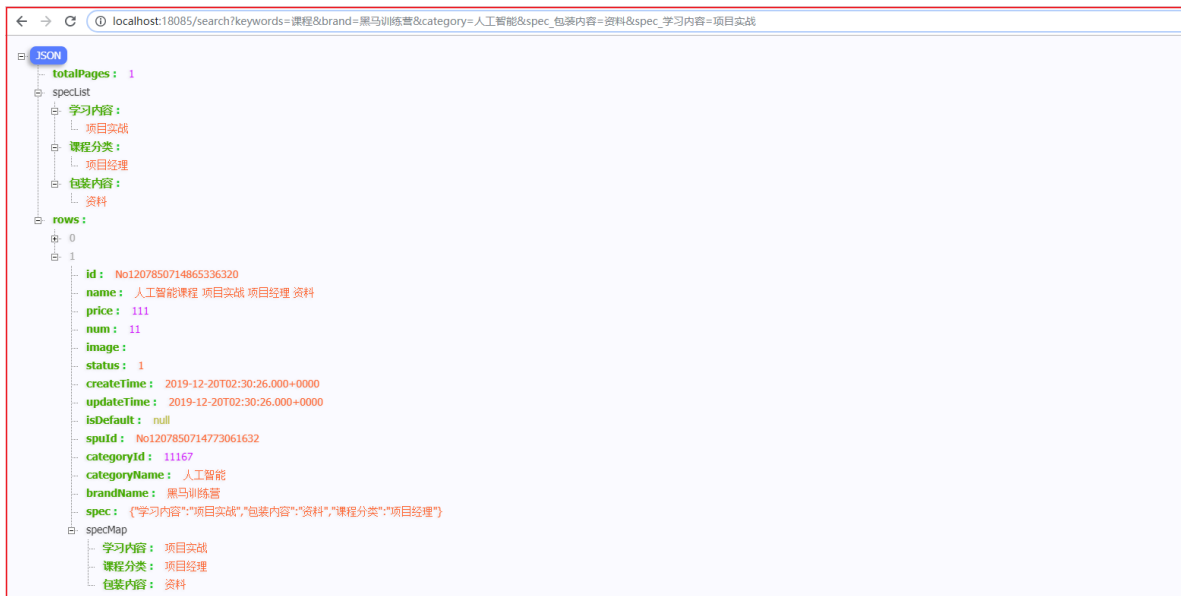 localhost:18085/search?keywords=课程&brand=黑马训练营&category=人工智能&spec_包装内容=资料&spec_学习内容=项目实战
JSON
totalPages : 1
specList
学习内容 :
项目实战
课程分类 :
项目经理
包装内容 :
资料
rows :
0
1
id : No1207850714865336320
name : 人工智能课程 项目实战 项目经理 资料
price : 111
num : 11
image :
status : 1
createTime : 2019-12-20T02:30:26.000+0000
updateTime : 2019-12-20T02:30:26.000+0000
isDefault : null
spuId : No1207850714773061632
categoryId : 11167
categoryName : 人工智能
brandName : 黑马训练营
spec : {"学习内容":"项目实战","包装内容":"资料","课程分类":"项目经理"}
specMap
学习内容 : 项目实战
课程分类 : 项目经理
包装内容 : 资料